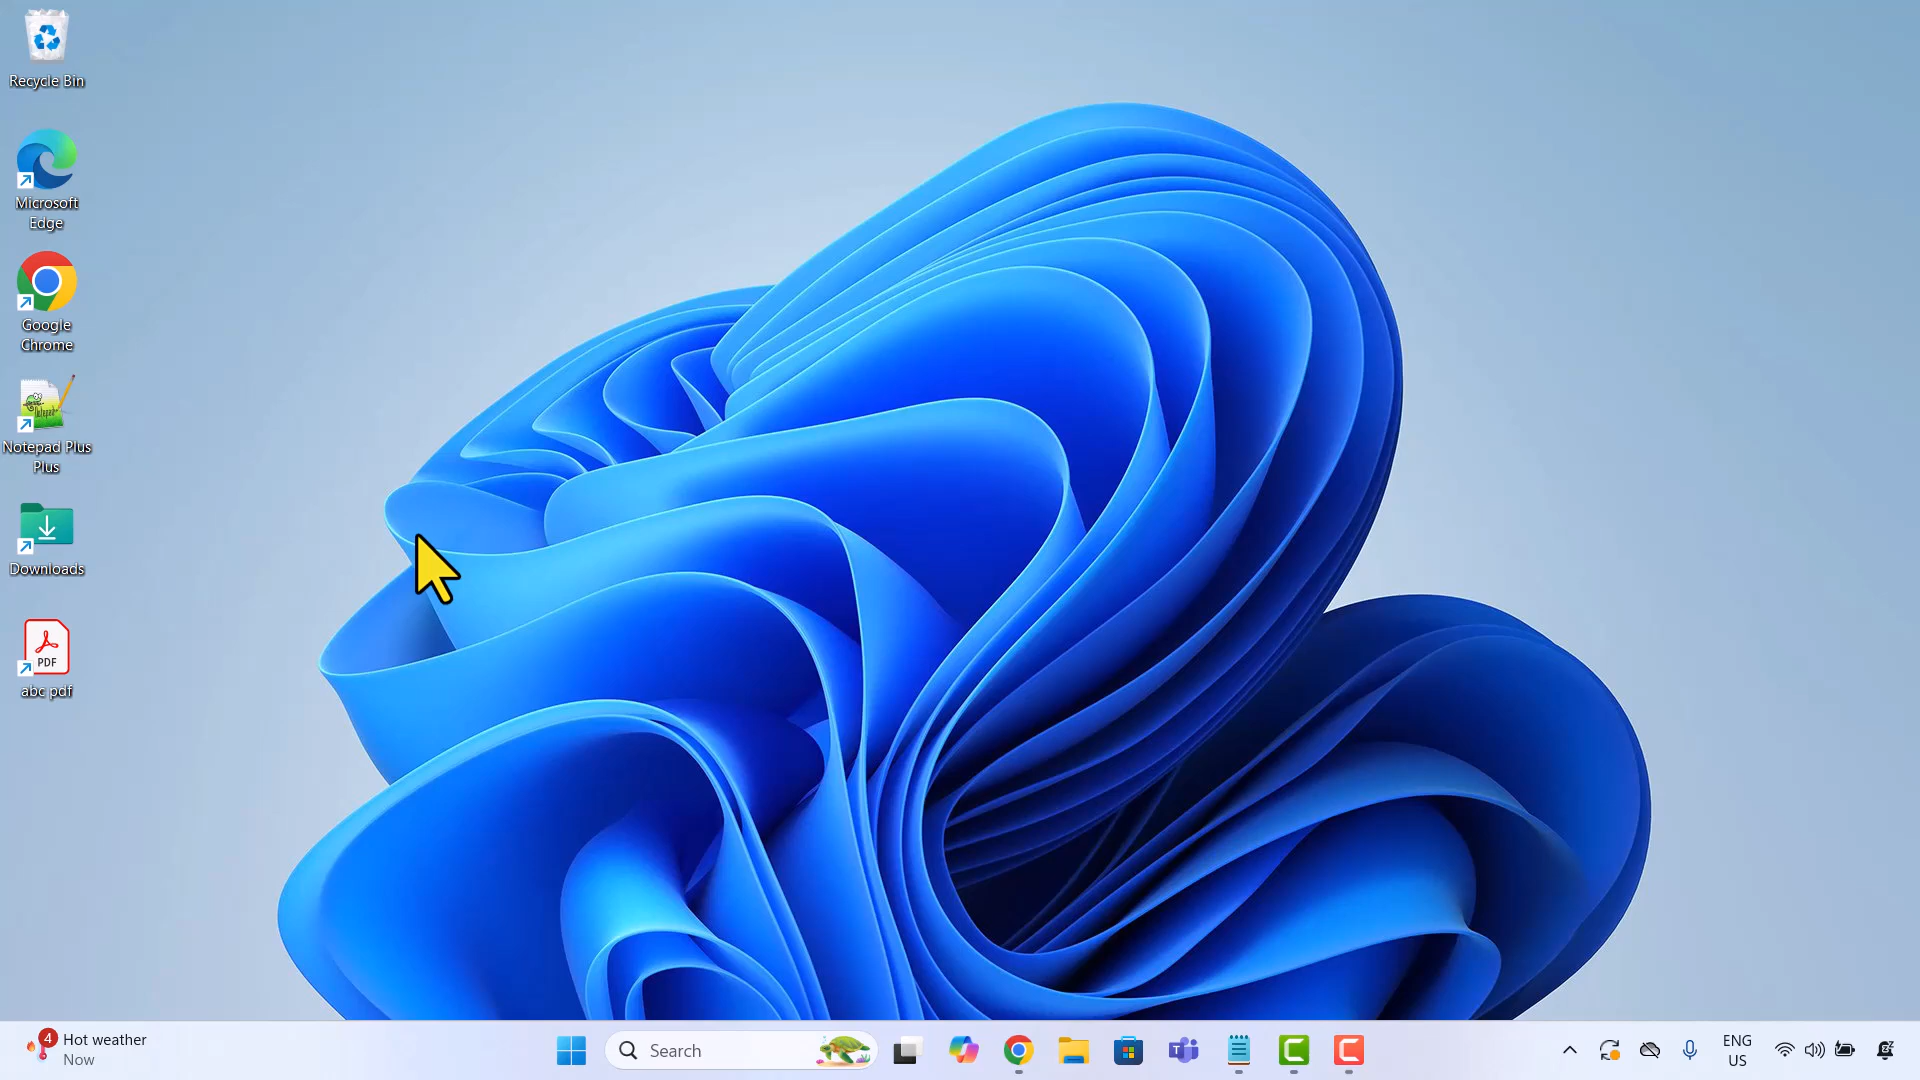 Recycle Bin
Microsoft
Edge
Google
Chrome
Notepad Plus
Plus
Downloads
PDF
abc pdf
4
Hot weather
Now
Search
ENG
US